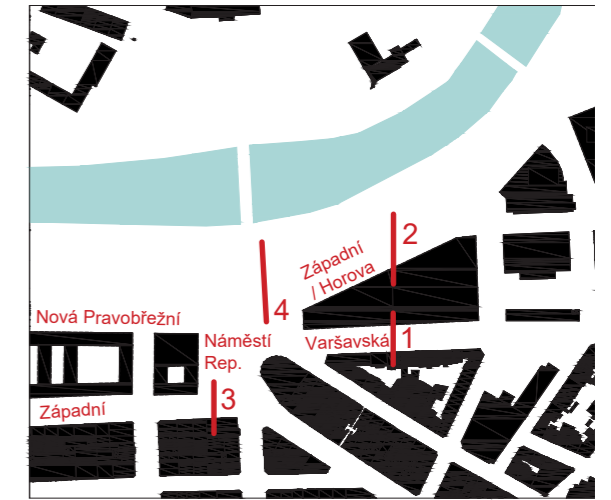 2
Západní
/ Horova
4
Nová Pravobřežní
Náměstí
Rep.
Varšavská
1
3
Západní